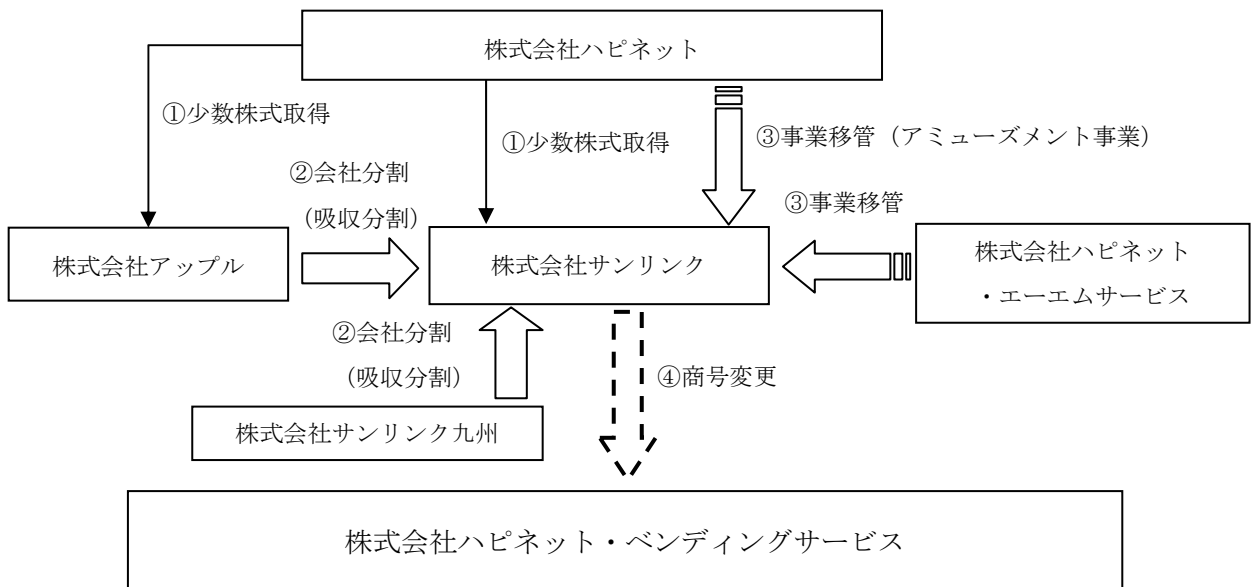 株式会社ハピネット
①少数株式取得
①少数株式取得
③事業移管（アミューズメント事業）
②会社分割
（吸収分割）
③事業移管
株式会社アップル
株式会社サンリンク
株式会社ハピネット
・エーエムサービス
②会社分割
（吸収分割）
④商号変更
株式会社サンリンク九州
株式会社ハピネット・ベンディングサービス